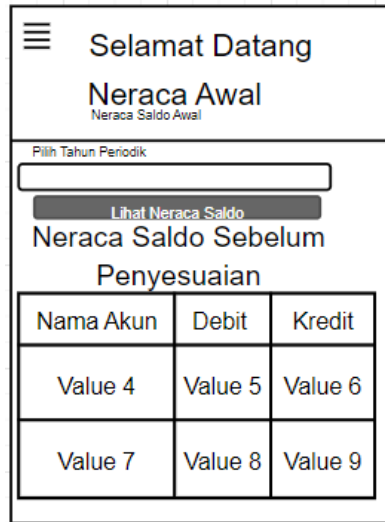 Selamat Datang
Neraca Awal
Neraca Saldo Awal
Pilih Tahun Periodik
Lihat Neraca Saldo
Neraca Saldo Sebelum
Penyesuaian
Nama Akun Debit Kredit
Value 4 Value 5 Value 6
Value 7 Value 8 Value 9